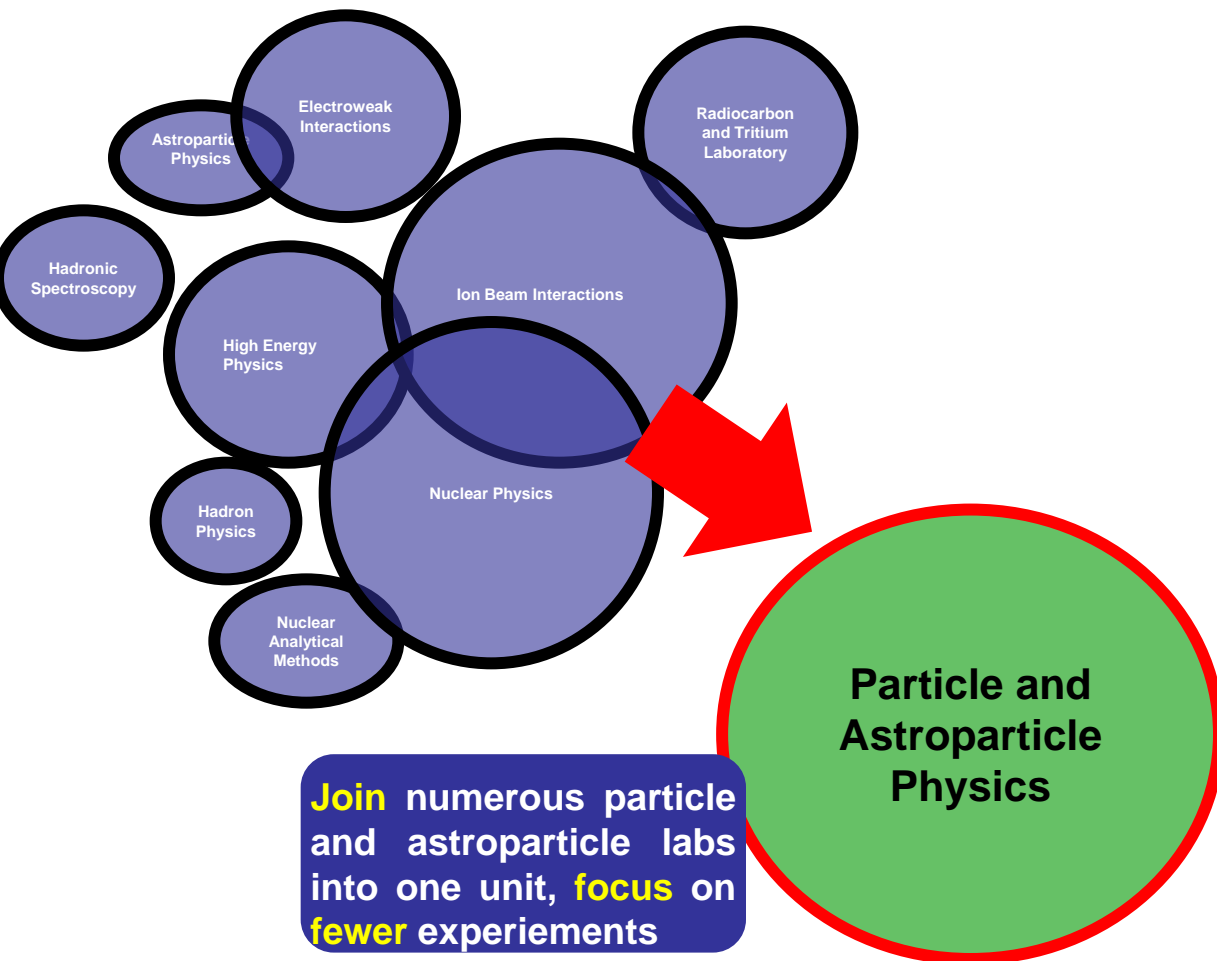 Electroweak
Interactions
Astroparticle
Physics
Radiocarbon
and Tritium
Laboratory
Hadronic
Spectroscopy
Ion Beam Interactions
High Energy
Physics
Nuclear Physics
Hadron
Physics
Nuclear
Analytical
Methods
Particle and
Astroparticle
Physics
Join numerous particle
and astroparticle labs
into one unit, focus on
fewer experiements